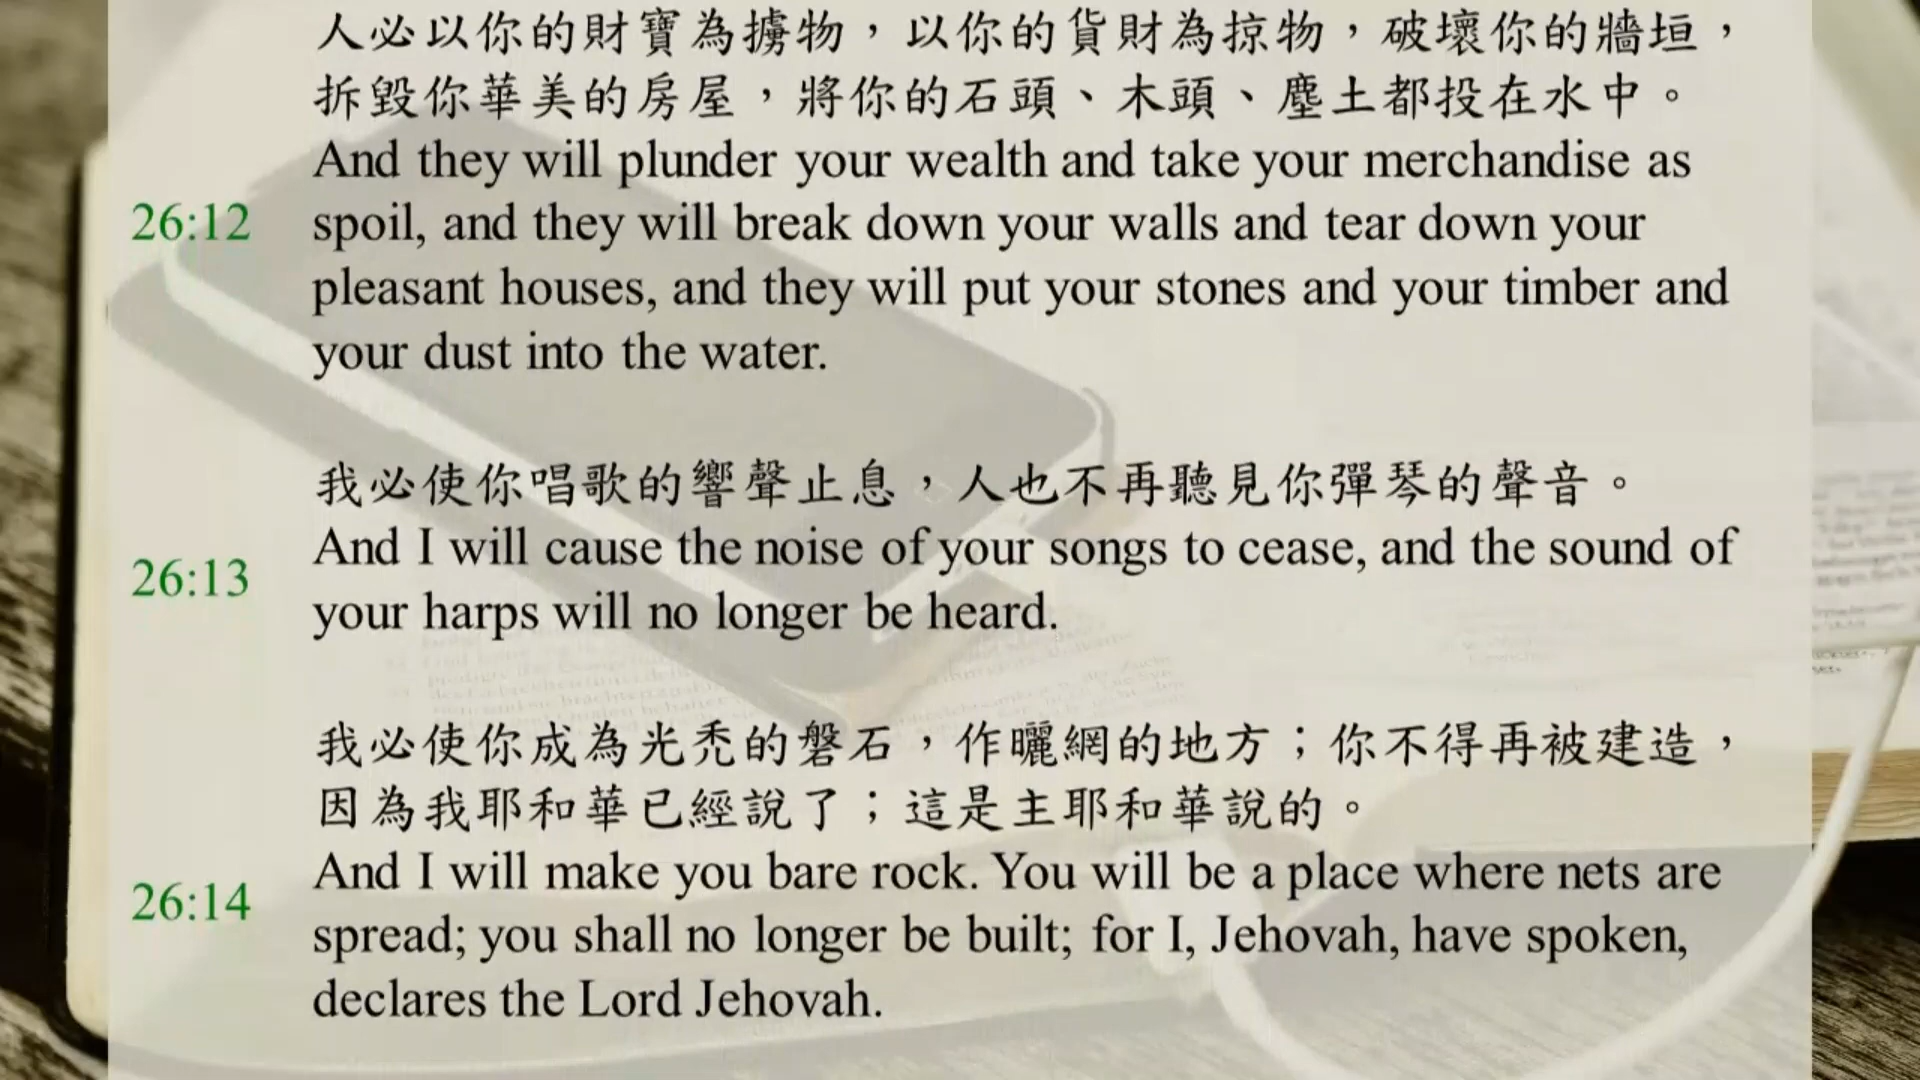 人必以你的財寶為擄物，以你的貨財為掠物，破壞你的牆垣，
拆毀你華美的房屋，將你的石頭、木頭、塵土都投在水中。
And they will plunder your wealth and take your merchandise as
26:12 spoil, and they will break down your walls and tear down your
pleasant houses, and they will put your stones and your timber and
your dust into the water.
我必使你唱歌的響聲止息，人也不再聽見你彈琴的聲音。
26:13
And I will cause the noise of your songs to cease, and the sound of
your harps will no longer be heard.
我必使你成為光禿的磐石，作曬網的地方；你不得再被建造，
因為我耶和華已經說了；這是主耶和華說的。
And I will make you bare rock. You will be a place where nets are
26:14
spread; you shall no longer be built; for I, Jehovah, have spoken,
declares the Lord Jehovah.